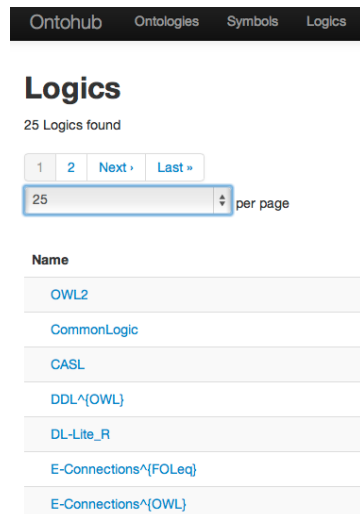 Ontohub Ontologies Symbols Logics
Logics
25 Logics found
1 2 Next › Last »
25 per page
Name
OWL2
CommonLogic
CASL
DDL^{OWL}
DL-Lite_R
E-Connections^{FOLeq}
E-Connections^{OWL}